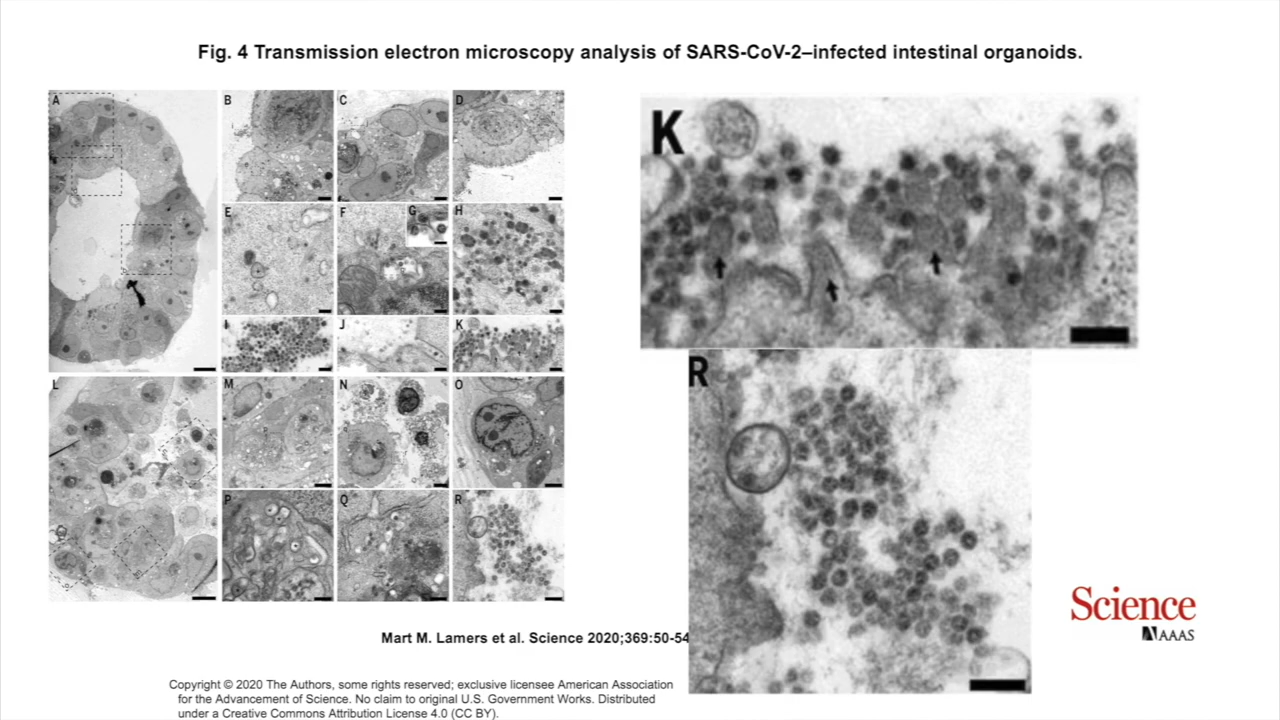 Fig. 4 Transmission electron microscopy analysis of SARS-CoV-2–infected intestinal organoids.
A
B
C
D
E
F
G
H
I
J
K
L
M
N
O
P
Q
R
K
R
Mart M. Lamers et al. Science 2020;369:50-54
Science
AAAS
Copyright © 2020 The Authors, some rights reserved; exclusive licensee American Association
for the Advancement of Science. No claim to original U.S. Government Works. Distributed
under a Creative Commons Attribution License 4.0 (CC BY).